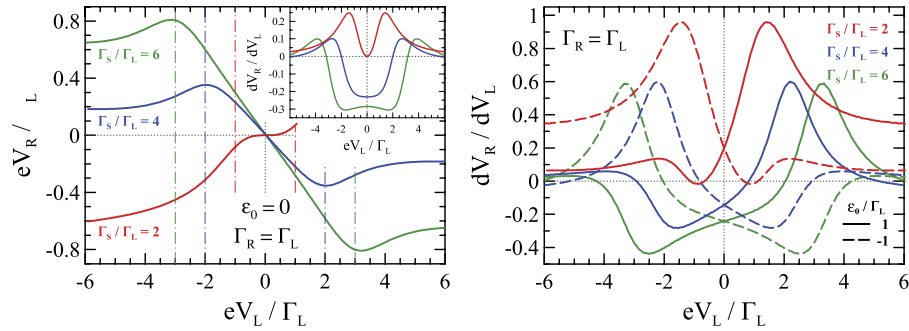 0.8
0.4
0
-0.4
-0.8
eV_R / _L
Γ_S / Γ_L = 6
Γ_S / Γ_L = 4
Γ_S / Γ_L = 2
ε_0 = 0
Γ_R = Γ_L
-6 -4 -2 0 2 4 6
eV_L / Γ_L
0.3
0.2
0.1
0
0.1
0.2
0.3
dV_R / dV_L
-4 -2 0 2 4
eV_L / Γ_L
1
0.8
0.6
0.4
0.2
0
-0.2
-0.4
dV_R / dV_L
Γ_R = Γ_L
Γ_S / Γ_L = 2
Γ_S / Γ_L = 4
Γ_S / Γ_L = 6
ε_0 / Γ_L
1
-1
-6 -4 -2 0 2 4 6
eV_L / Γ_L